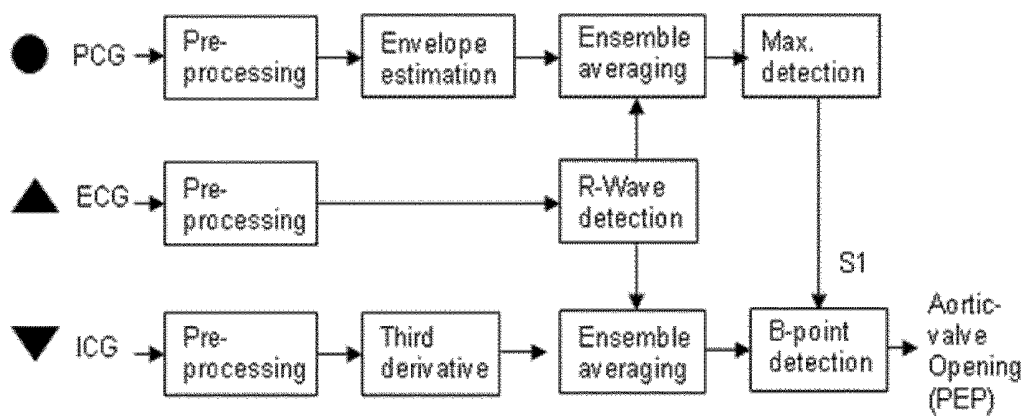 PCG
Pre-
processing
Envelope
estimation
Ensemble
averaging
Max.
detection
ECG
Pre-
processing
R-Wave
detection
S1
ICG
Pre-
processing
Third
derivative
Ensemble
averaging
B-point
detection
Aortic-
valve
Opening
(PEP)